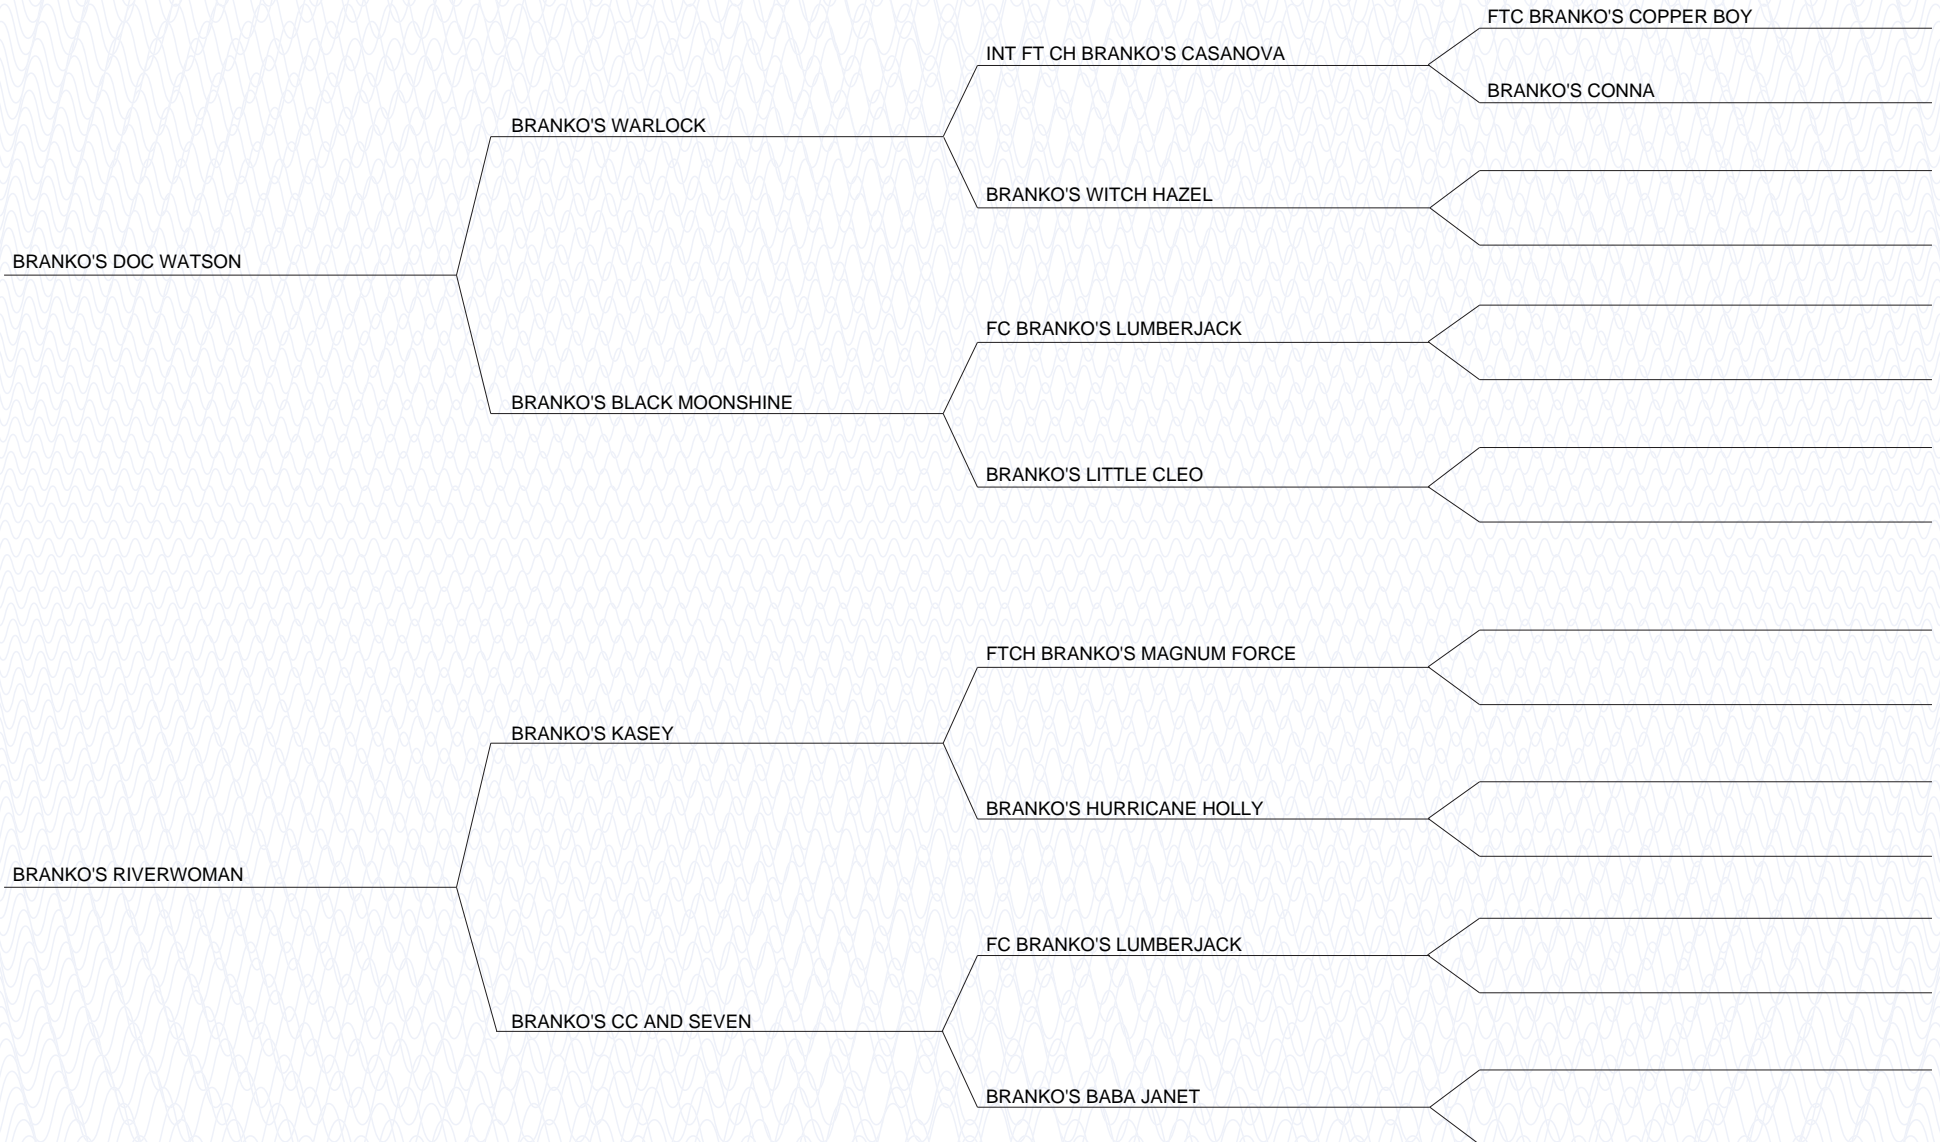 FTC BRANKO'S COPPER BOY
INT FT CH BRANKO'S CASANOVA
BRANKO'S CONNA
BRANKO'S WARLOCK
BRANKO'S WITCH HAZEL
BRANKO'S DOC WATSON
FC BRANKO'S LUMBERJACK
BRANKO'S BLACK MOONSHINE
BRANKO'S LITTLE CLEO
FTCH BRANKO'S MAGNUM FORCE
BRANKO'S KASEY
BRANKO'S HURRICANE HOLLY
BRANKO'S RIVERWOMAN
FC BRANKO'S LUMBERJACK
BRANKO'S CC AND SEVEN
BRANKO'S BABA JANET